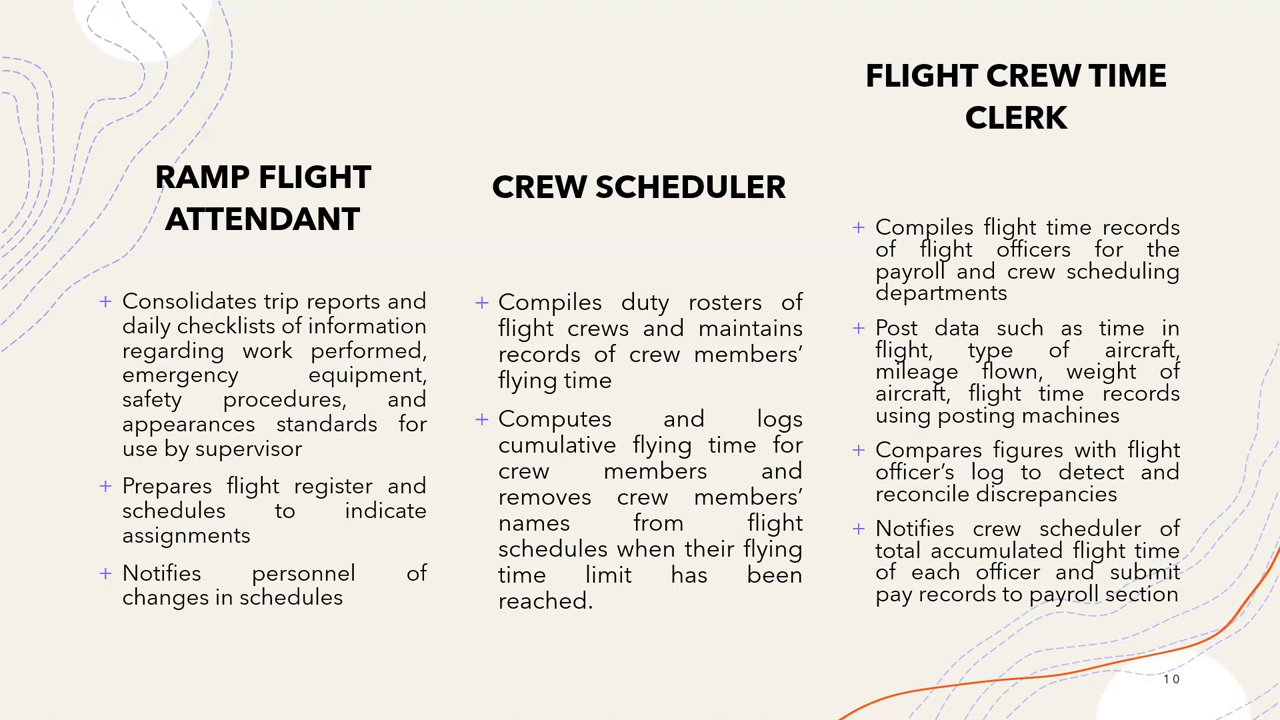 RAMP FLIGHT
ATTENDANT
+ Consolidates trip reports and
daily checklists of information
regarding work performed,
emergency equipment,
safety procedures, and
appearances standards for
use by supervisor
+ Prepares flight register and
schedules to indicate
assignments
+ Notifies personnel of
changes in schedules
CREW SCHEDULER
+ Compiles duty rosters of
flight crews and maintains
records of crew members’
flying time
+ Computes and logs
cumulative flying time for
crew members and
removes crew members’
names from flight
schedules when their flying
time limit has been
reached.
FLIGHT CREW TIME
CLERK
+ Compiles flight time records
of flight officers for the
payroll and crew scheduling
departments
+ Post data such as time in
flight, type of aircraft,
mileage flown, weight of
aircraft, flight time records
using posting machines
+ Compares figures with flight
officer’s log to detect and
reconcile discrepancies
+ Notifies crew scheduler of
total accumulated flight time
of each officer and submit
pay records to payroll section
10